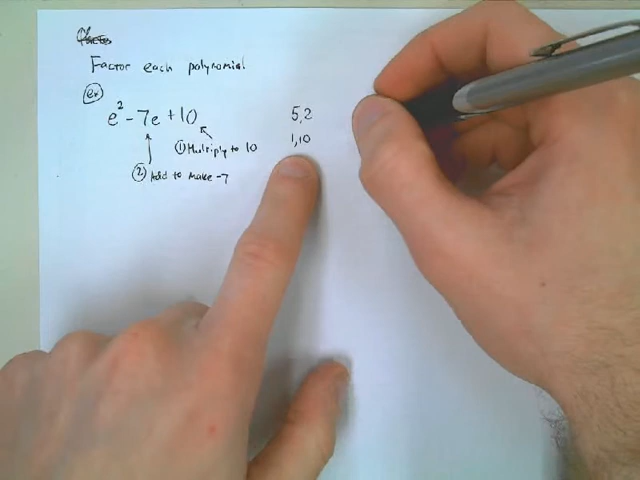 Factor each polynomial
ex
e² - 7e + 10
5,2
① Multiply to 10
1,10
② Add to make -7